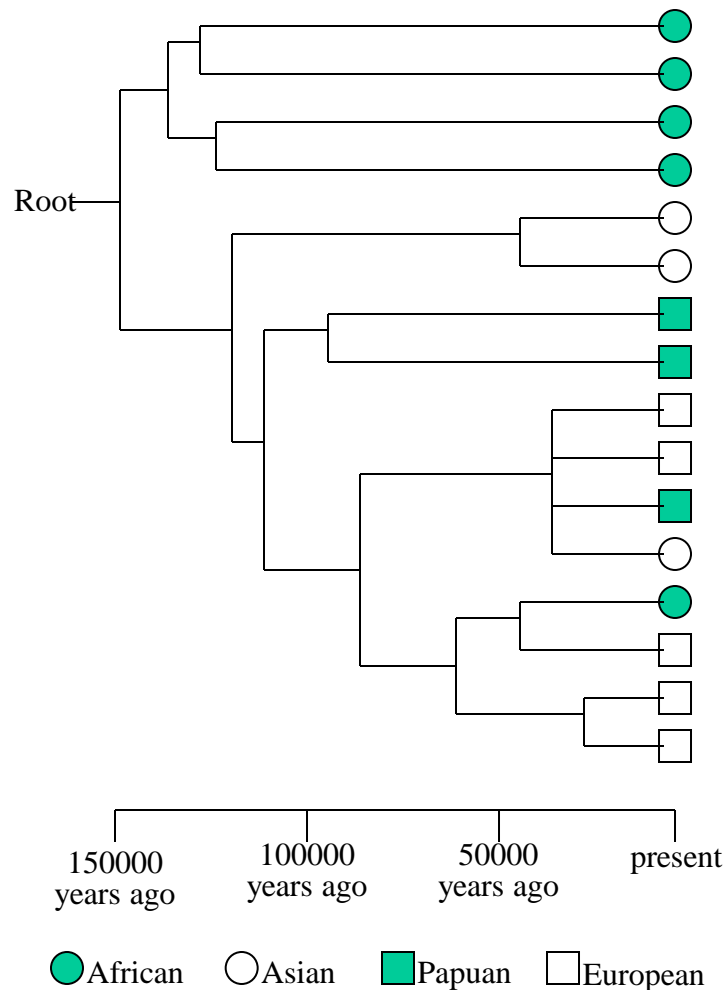 Root
150000
years ago
100000
years ago
50000
years ago
present
African
Asian
Papuan
European